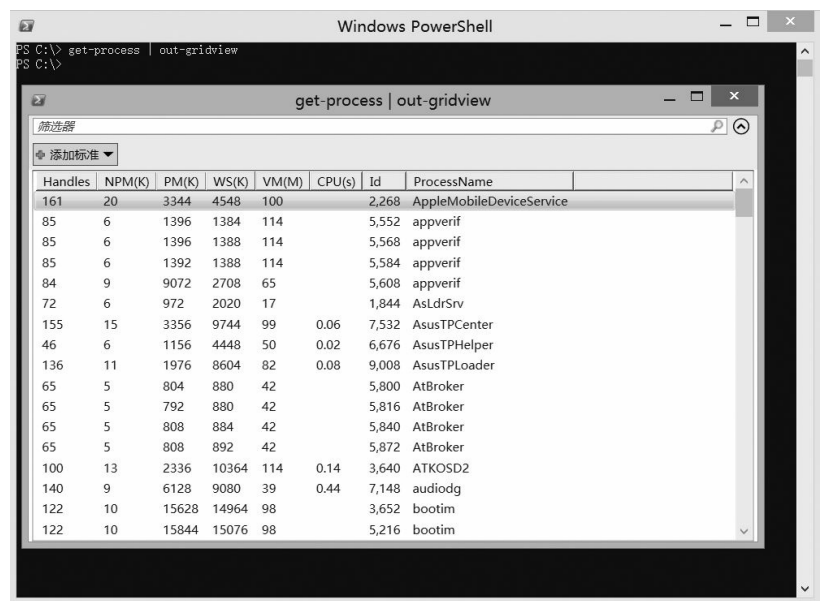 Windows PowerShell
PS C:\> get-process | out-gridview
PS C:\>
get-process | out-gridview
筛选器
添加标准
Handles NPM(K) PM(K) WS(K) VM(M) CPU(s) Id ProcessName
161 20 3344 4548 100 2,268 AppleMobileDeviceService
85 6 1396 1384 114 5,552 appverif
85 6 1396 1388 114 5,568 appverif
85 6 1392 1388 114 5,584 appverif
84 9 9072 2708 65 5,608 appverif
72 6 972 2020 17 1,844 AsLdrSrv
155 15 3356 9744 99 0.06 7,532 AsusTPCenter
46 6 1156 4448 50 0.02 6,676 AsusTPHelper
136 11 1976 8604 82 0.08 9,008 AsusTPLoader
65 5 804 880 42 5,800 AtBroker
65 5 792 880 42 5,816 AtBroker
65 5 808 884 42 5,840 AtBroker
65 5 808 892 42 5,872 AtBroker
100 13 2336 10364 114 0.14 3,640 ATKOSD2
140 9 6128 9080 39 0.44 7,148 audiodg
122 10 15628 14964 98 3,652 bootim
122 10 15844 15076 98 5,216 bootim